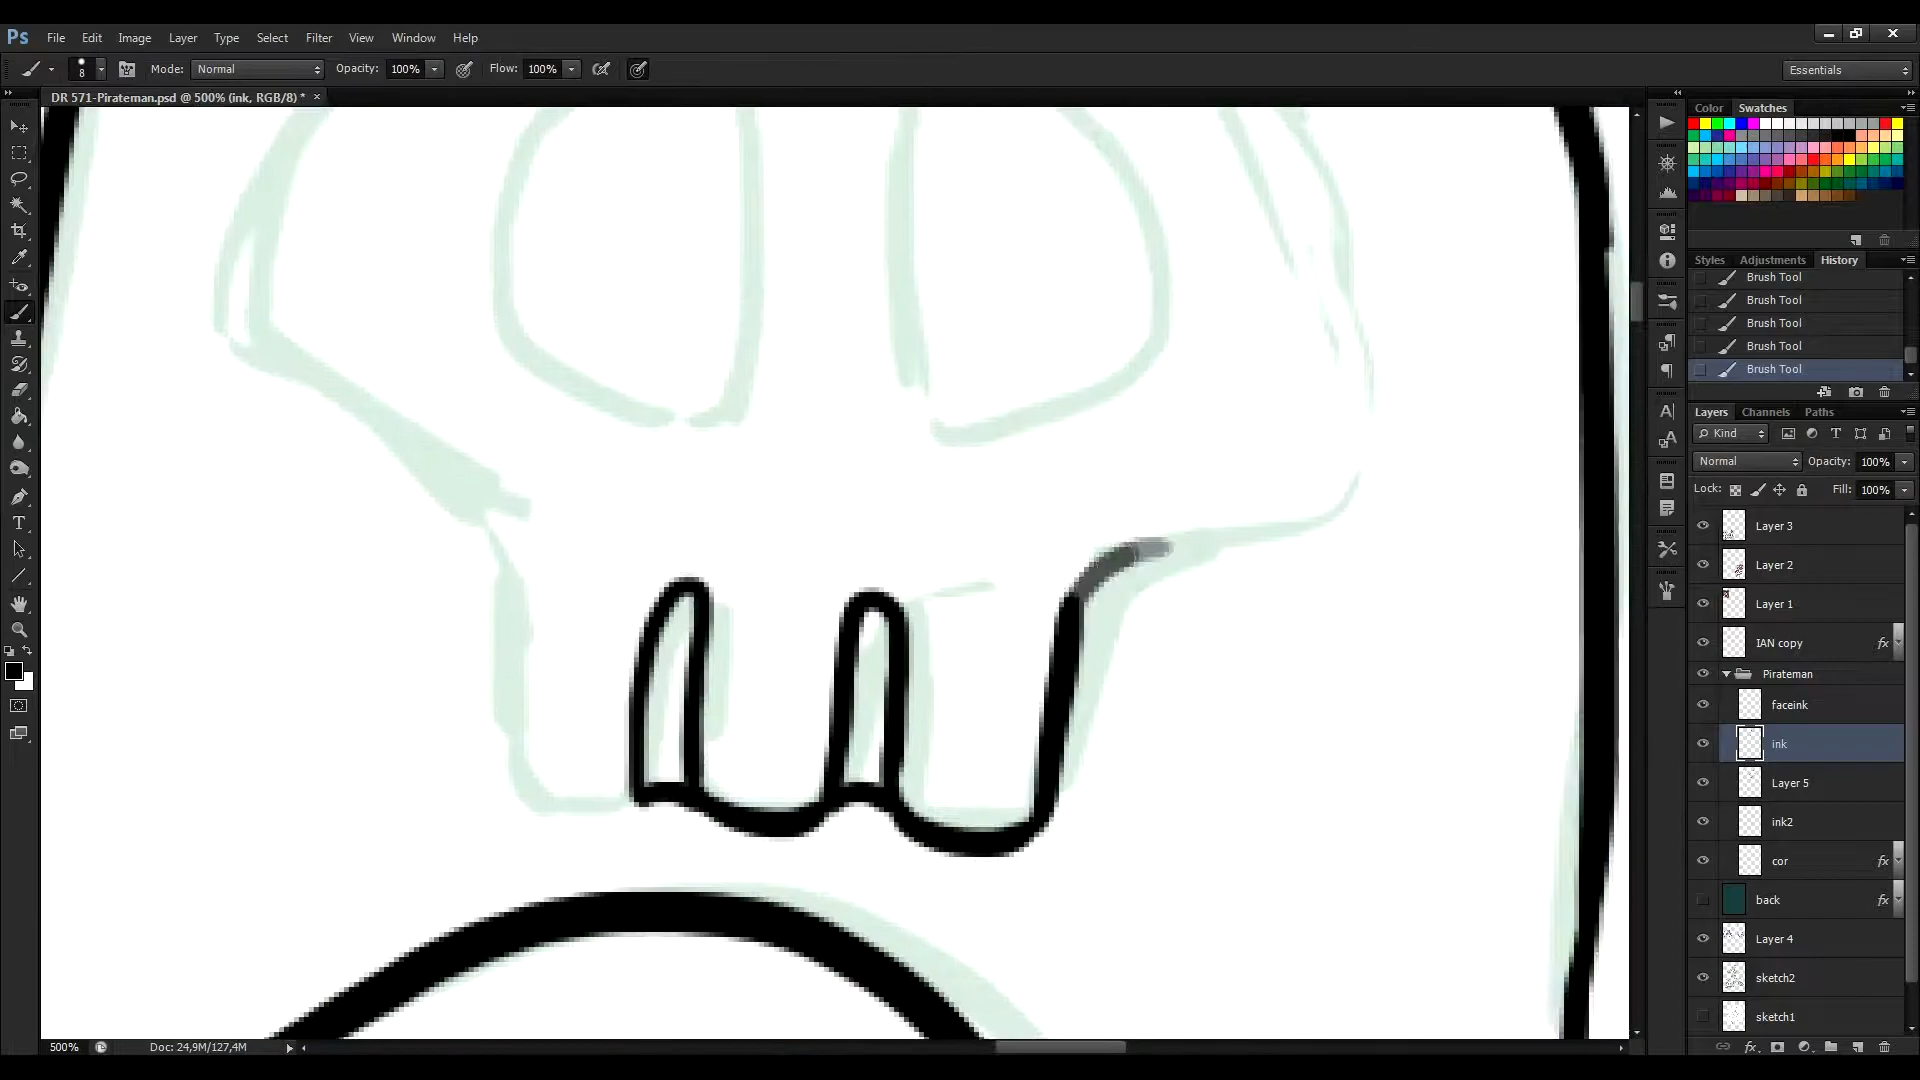 Ps File Edit Image Layer Type Select Filter View Window Help
8 Mode: Normal Opacity: 100% Flow: 100% Essentials
DR 571-Pirateman.psd @ 500% (ink, RGB/8) * ×
Color Swatches
Styles Adjustments History
Brush Tool
Brush Tool
Brush Tool
Brush Tool
Brush Tool
Layers Channels Paths
Kind
Normal Opacity: 100%
Lock: Fill: 100%
Layer 3
Layer 2
Layer 1
IAN copy fx
Pirateman
faceink
ink
Layer 5
ink2
cor fx
back fx
Layer 4
sketch2
sketch1
500% Doc: 24,9M/127,4M